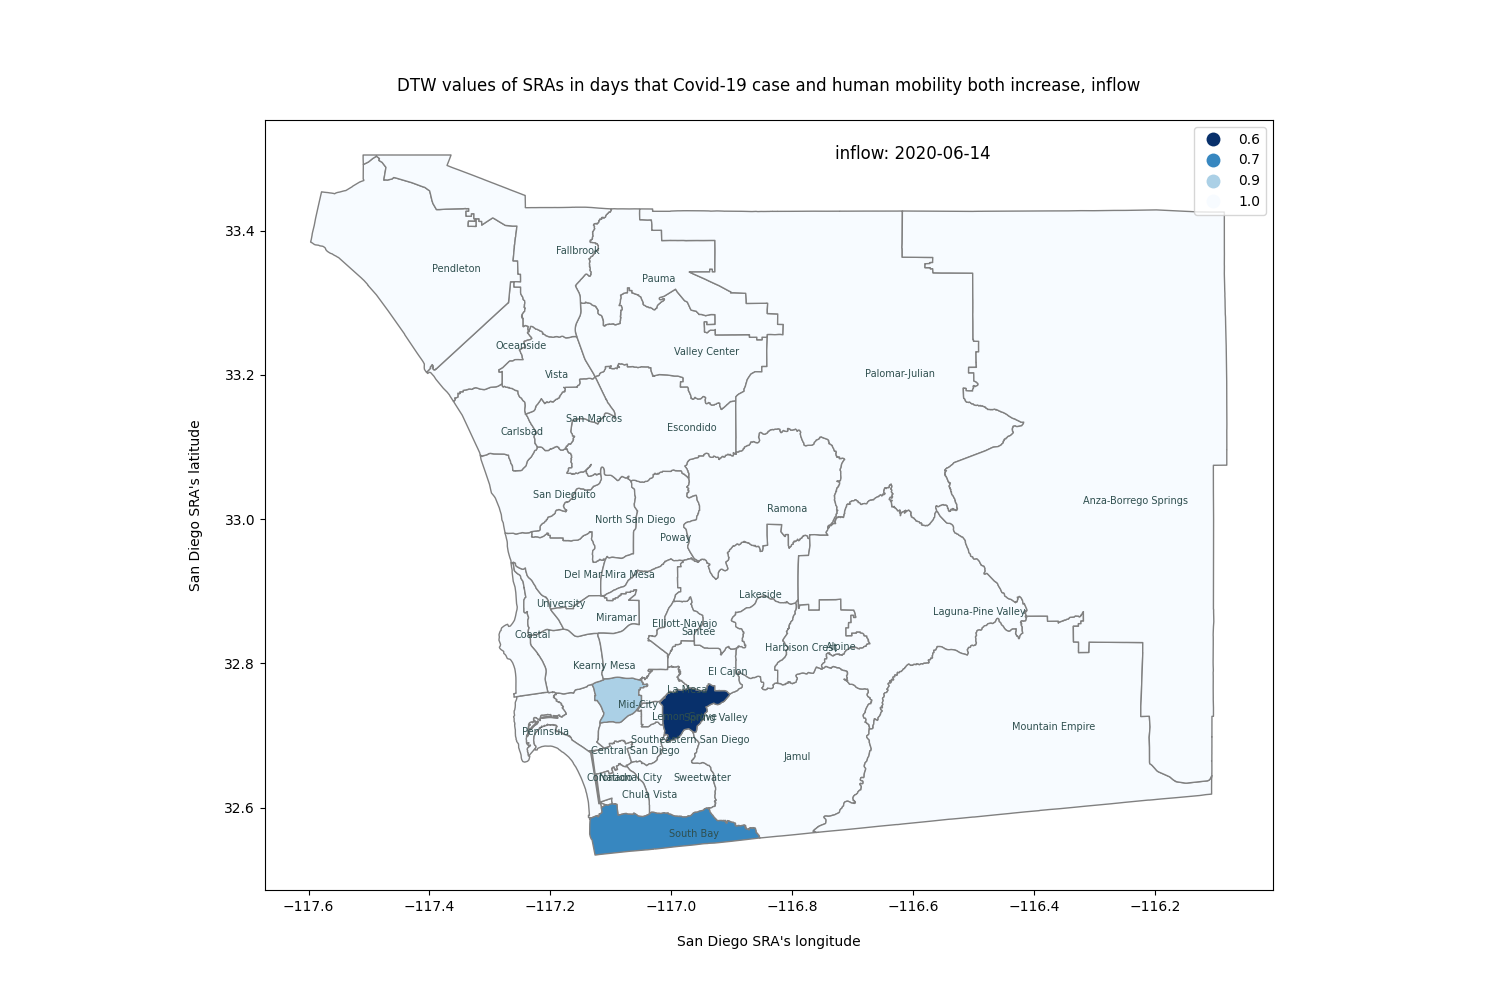 DTW values of SRAs in days that Covid-19 case and human mobility both increase, inflow
inflow: 2020-06-14
0.6
0.7
0.9
1.0
33.4
33.2
33.0
32.8
32.6
San Diego SRA's latitude
Fallbrook
Pendleton
Pauma
Oceanside
Valley Center
Vista
Palomar-Julian
San Marcos
Carlsbad
Escondido
San Dieguito
Anza-Borrego Springs
Ramona
North San Diego
Poway
Del Mar-Mira Mesa
Lakeside
University
Miramar
Laguna-Pine Valley
Elliott-Navajo
Santee
Coastal
Harbison Crest
Alpine
Kearny Mesa
El Cajon
La Mesa
Mid-City
Lemon Grove
Spring Valley
Mountain Empire
Peninsula
Southeastern San Diego
Central San Diego
Jamul
Coronado
National City
Sweetwater
Chula Vista
South Bay
−117.6 −117.4 −117.2 −117.0 −116.8 −116.6 −116.4 −116.2
San Diego SRA's longitude